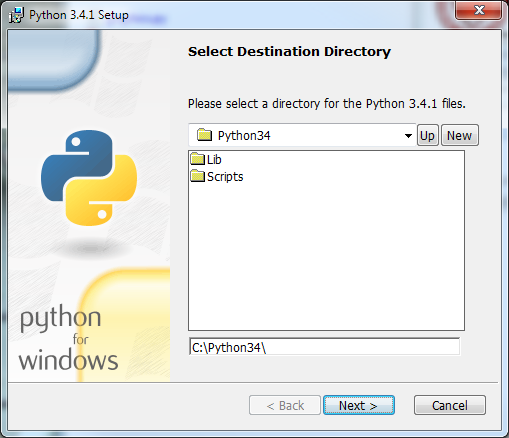 Python 3.4.1 Setup
Select Destination Directory
Please select a directory for the Python 3.4.1 files.
Python34
Up
New
Lib
Scripts
C:\Python34\
python
for
windows
< Back
Next >
Cancel